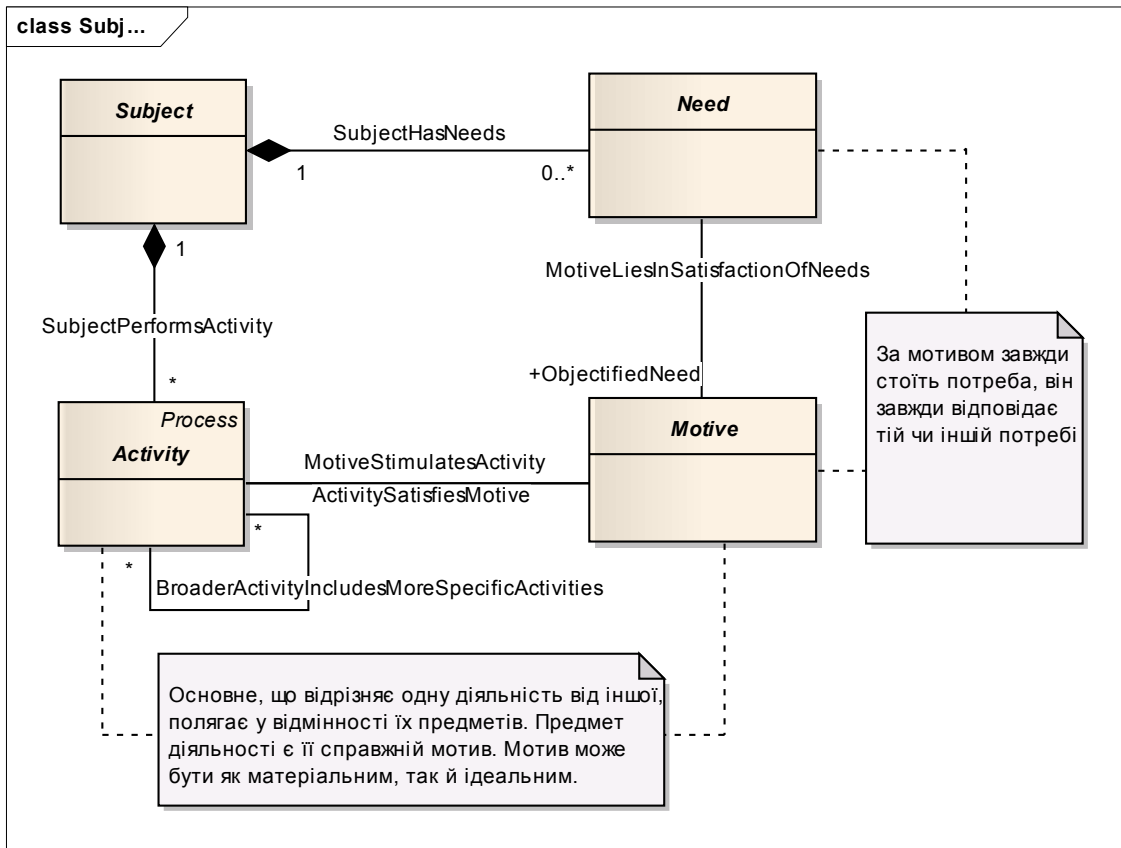 class Subj...
Subject
Need
SubjectHasNeeds
1
0..*
1
MotiveLiesInSatisfactionOfNeeds
SubjectPerformsActivity
За мотивом завжди
стоїть потреба, він
завжди відповідає
тій чи іншій потребі
+ObjectifiedNeed
*
Process
Activity
Motive
MotiveStimulatesActivity
ActivitySatisfiesMotive
*
*
BroaderActivityIncludesMoreSpecificActivities
Основне, що відрізняє одну діяльність від іншої,
полягає у відмінності їх предметів. Предмет
діяльності є її справжній мотив. Мотив може
бути як матеріальним, так й ідеальним.